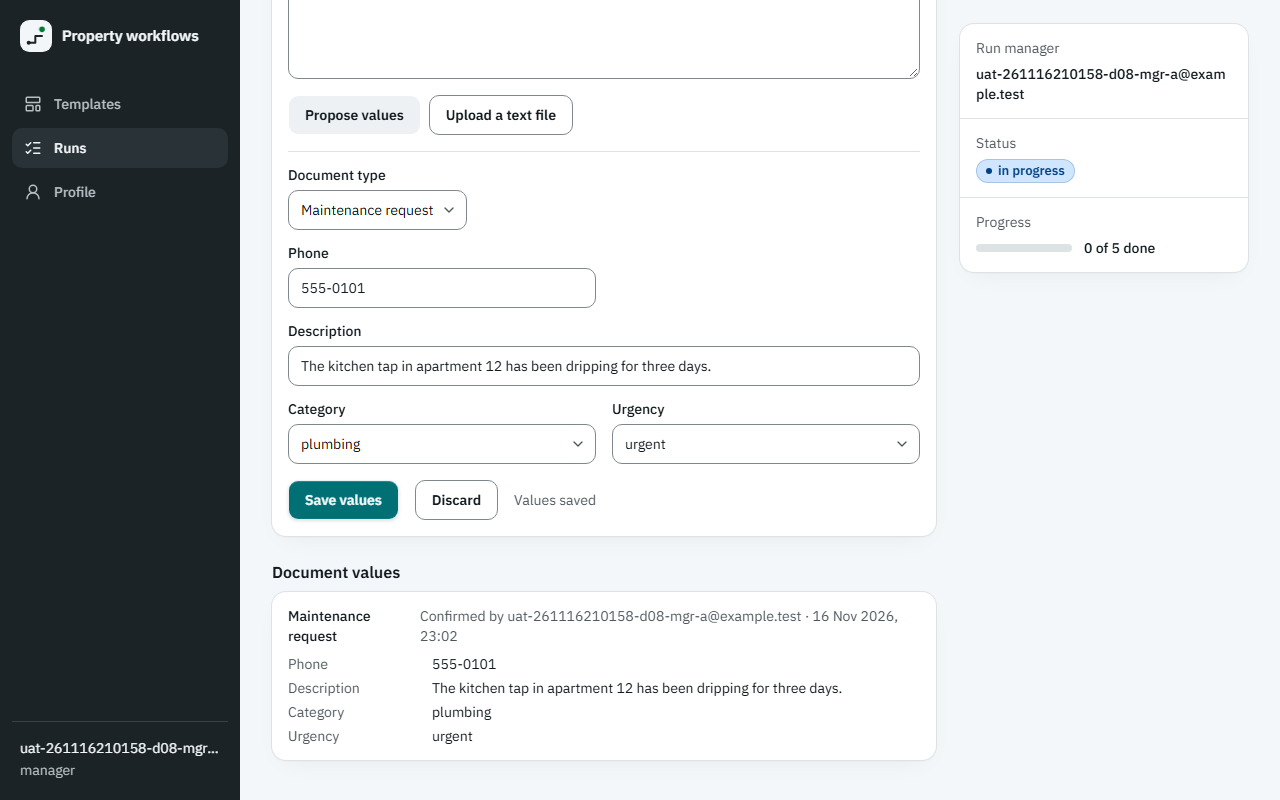 Property workflows
Templates
Runs
Profile
uat-261116210158-d08-mgr...
manager
Propose values
Upload a text file
Document type
Maintenance request
Phone
555-0101
Description
The kitchen tap in apartment 12 has been dripping for three days.
Category
Urgency
plumbing
urgent
Save values
Discard
Values saved
Document values
Maintenance
request
Confirmed by uat-261116210158-d08-mgr-a@example.test · 16 Nov 2026,
23:02
Phone
555-0101
Description
The kitchen tap in apartment 12 has been dripping for three days.
Category
plumbing
Urgency
urgent
Run manager
uat-261116210158-d08-mgr-a@exam
ple.test
Status
in progress
Progress
0 of 5 done